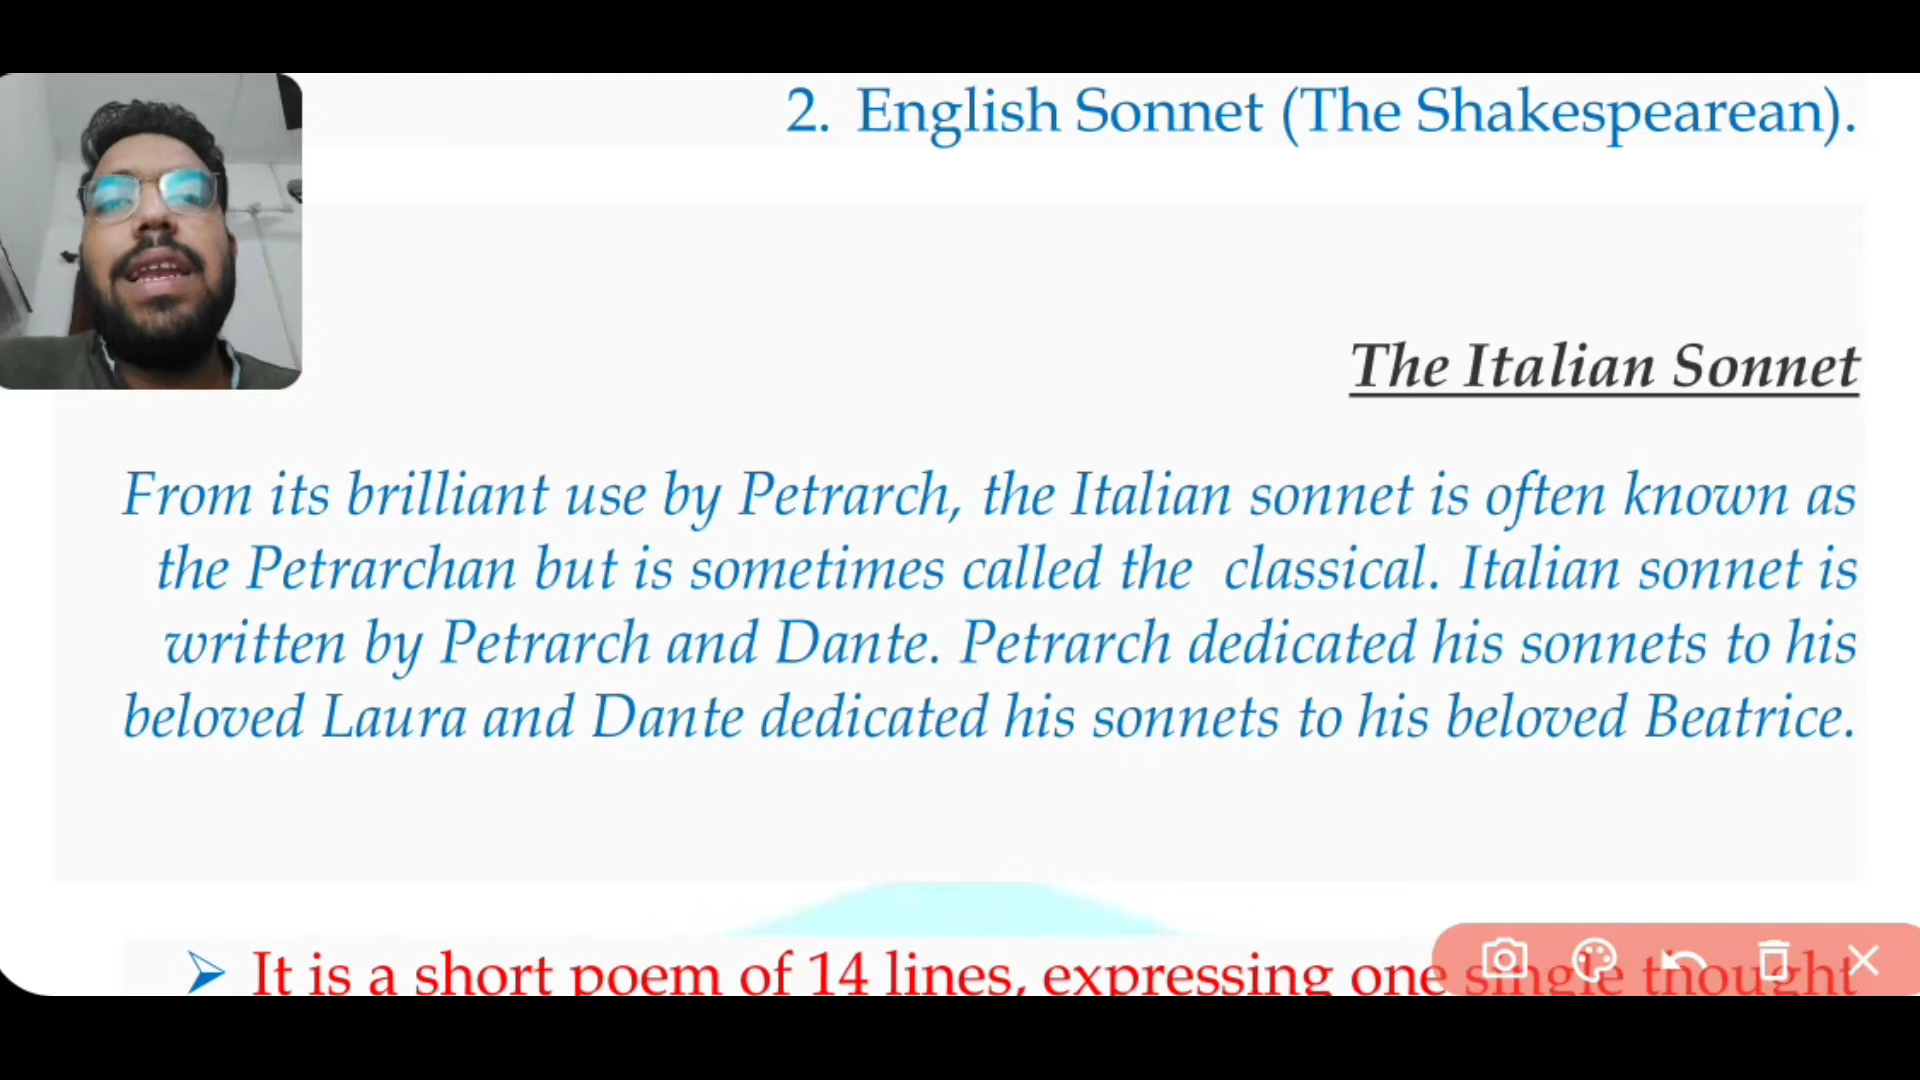 2. English Sonnet (The Shakespearean).
The Italian Sonnet
From its brilliant use by Petrarch, the Italian sonnet is often known as
the Petrarchan but is sometimes called the classical. Italian sonnet is
written by Petrarch and Dante. Petrarch dedicated his sonnets to his
beloved Laura and Dante dedicated his sonnets to his beloved Beatrice.
➢ It is a short poem of 14 lines, expressing one single thought